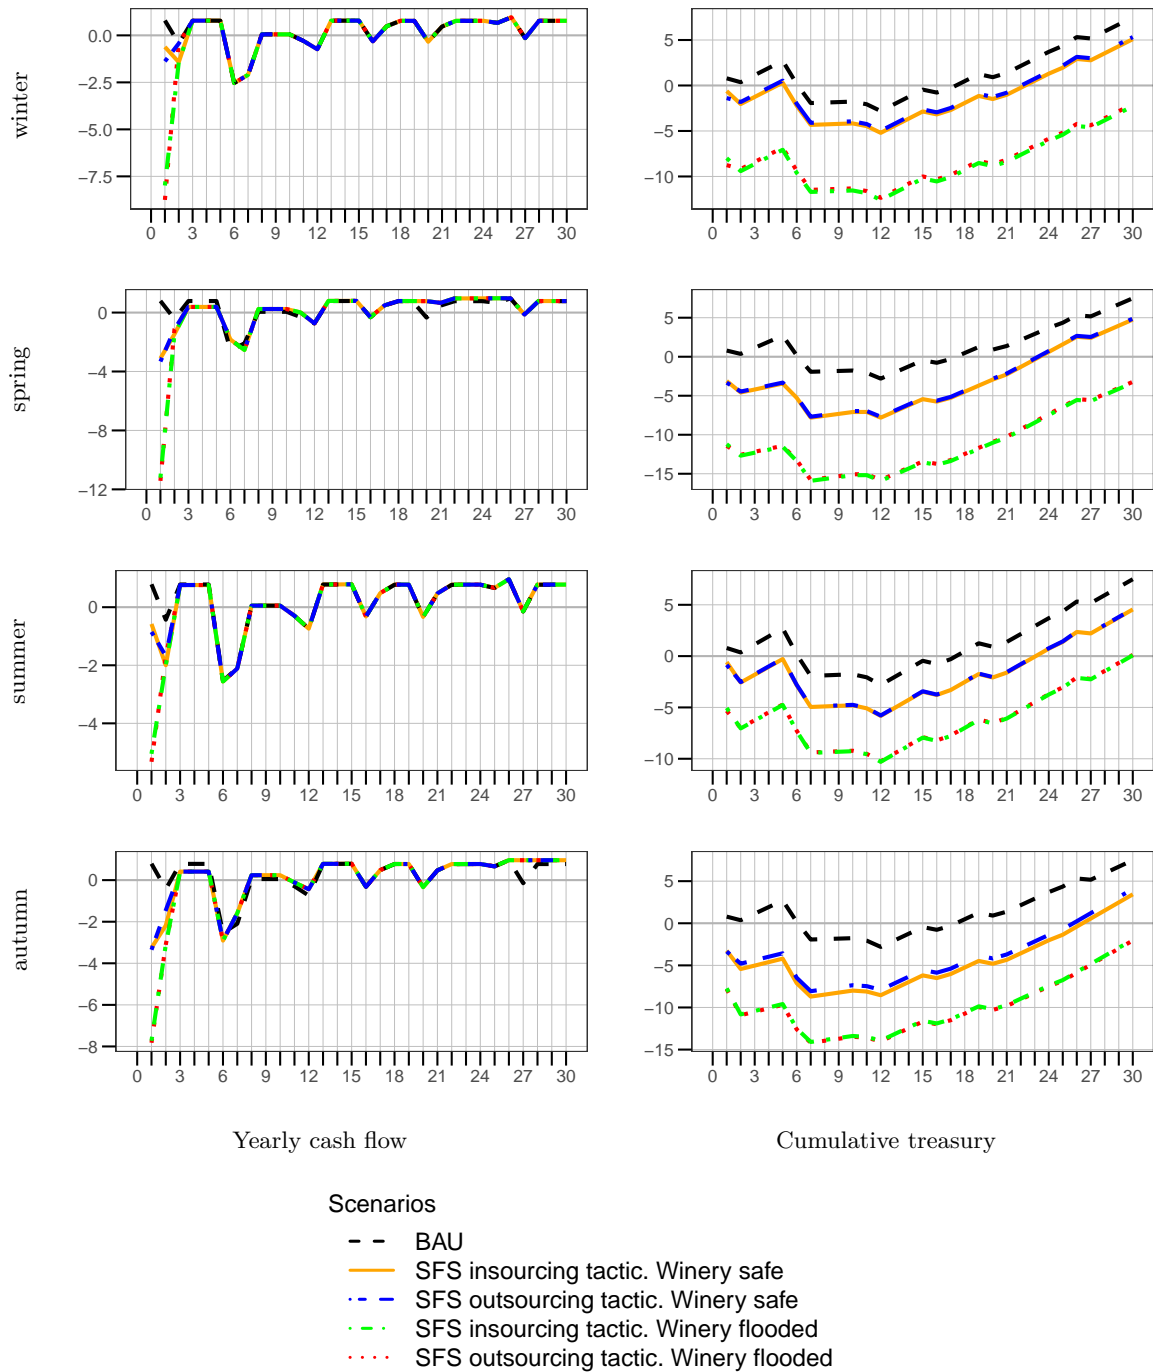 winter
0.0
−2.5
−5.0
−7.5
0 3 6 9 12 15 18 21 24 27 30
5
0
−5
−10
0 3 6 9 12 15 18 21 24 27 30
spring
0
−4
−8
−12
0 3 6 9 12 15 18 21 24 27 30
5
0
−5
−10
−15
0 3 6 9 12 15 18 21 24 27 30
summer
0
−2
−4
0 3 6 9 12 15 18 21 24 27 30
5
0
−5
−10
0 3 6 9 12 15 18 21 24 27 30
autumn
0
−2
−4
−6
−8
0 3 6 9 12 15 18 21 24 27 30
5
0
−5
−10
−15
0 3 6 9 12 15 18 21 24 27 30
Yearly cash flow
Cumulative treasury
Scenarios
BAU
SFS insourcing tactic. Winery safe
SFS outsourcing tactic. Winery safe
SFS insourcing tactic. Winery flooded
SFS outsourcing tactic. Winery flooded